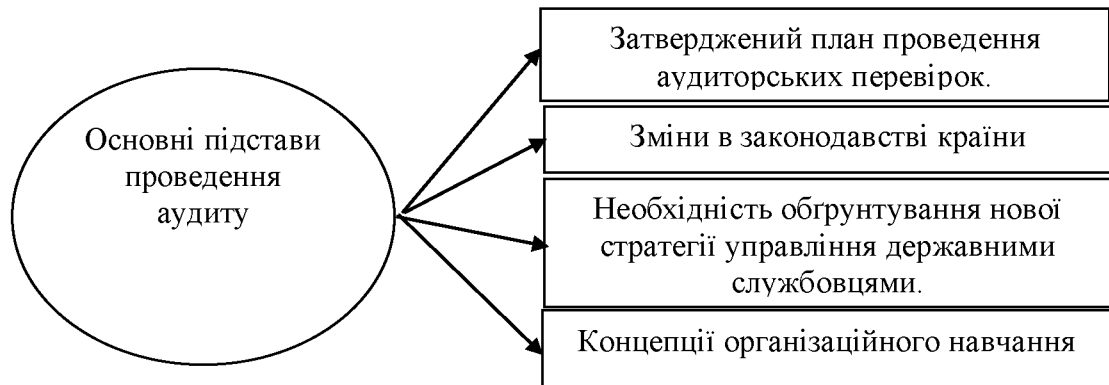 Основні підстави
проведення
аудиту
Затверджений план проведення
аудиторських перевірок.
Зміни в законодавстві країни
Необхідність обґрунтування нової
стратегії управління державними
службовцями.
Концепції організаційного навчання